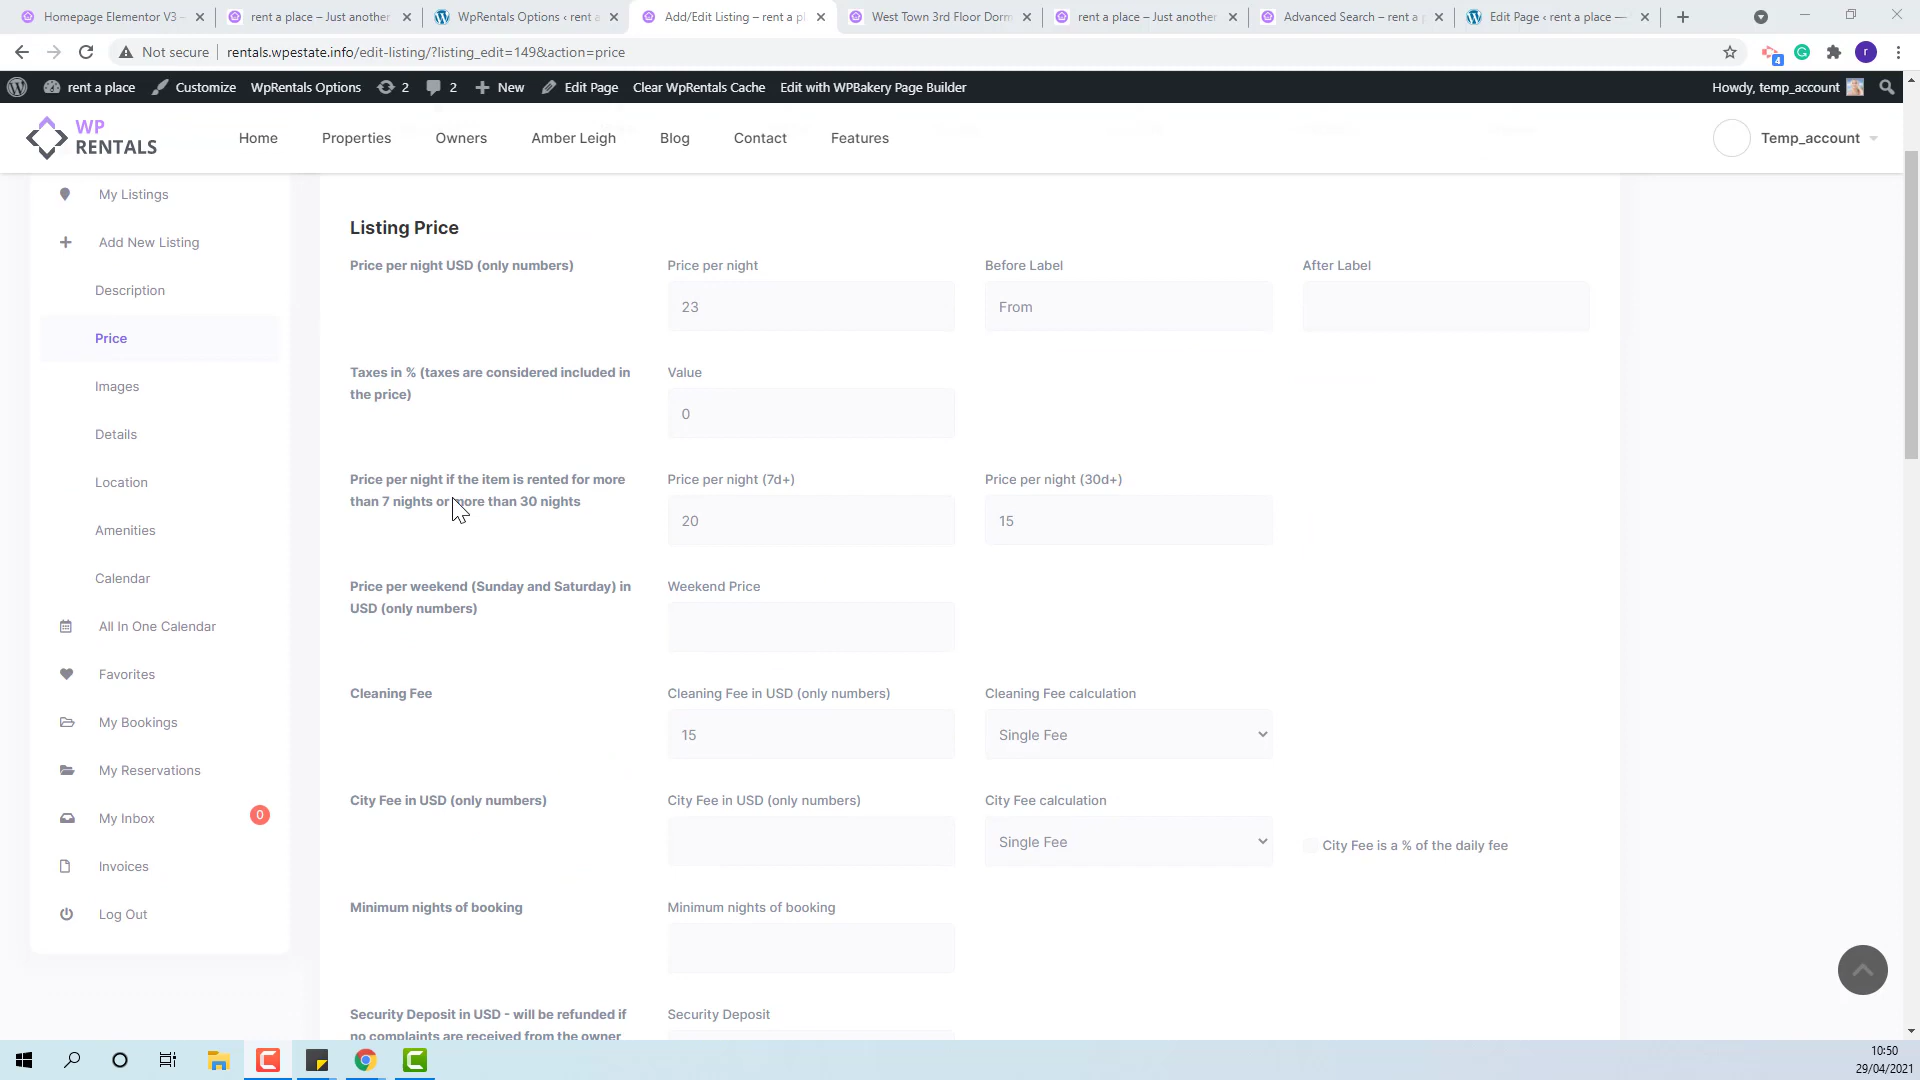 Homepage Elementor V3 –
rent a place – Just another
WpRentals Options ‹ rent a
Add/Edit Listing – rent a pl
West Town 3rd Floor Dorm
rent a place – Just another
Advanced Search – rent a p
Edit Page ‹ rent a place —
Not secure
rentals.wpestate.info/edit-listing/?listing_edit=149&action=price
4
r
rent a place
Customize
WpRentals Options
2
2
New
Edit Page
Clear WpRentals Cache
Edit with WPBakery Page Builder
Howdy, temp_account
WP
RENTALS
Home
Properties
Owners
Amber Leigh
Blog
Contact
Features
Temp_account
My Listings
Add New Listing
Description
Price
Images
Details
Location
Amenities
Calendar
All In One Calendar
Favorites
My Bookings
My Reservations
My Inbox
0
Invoices
Log Out
Listing Price
Price per night USD (only numbers)
Price per night
Before Label
After Label
23
From
Taxes in % (taxes are considered included in
the price)
Value
0
Price per night if the item is rented for more
than 7 nights or more than 30 nights
Price per night (7d+)
Price per night (30d+)
20
15
Price per weekend (Sunday and Saturday) in
USD (only numbers)
Weekend Price
Cleaning Fee
Cleaning Fee in USD (only numbers)
Cleaning Fee calculation
15
Single Fee
City Fee in USD (only numbers)
City Fee in USD (only numbers)
City Fee calculation
Single Fee
City Fee is a % of the daily fee
Minimum nights of booking
Minimum nights of booking
Security Deposit in USD - will be refunded if
no complaints are received from the owner
Security Deposit
10:50
29/04/2021